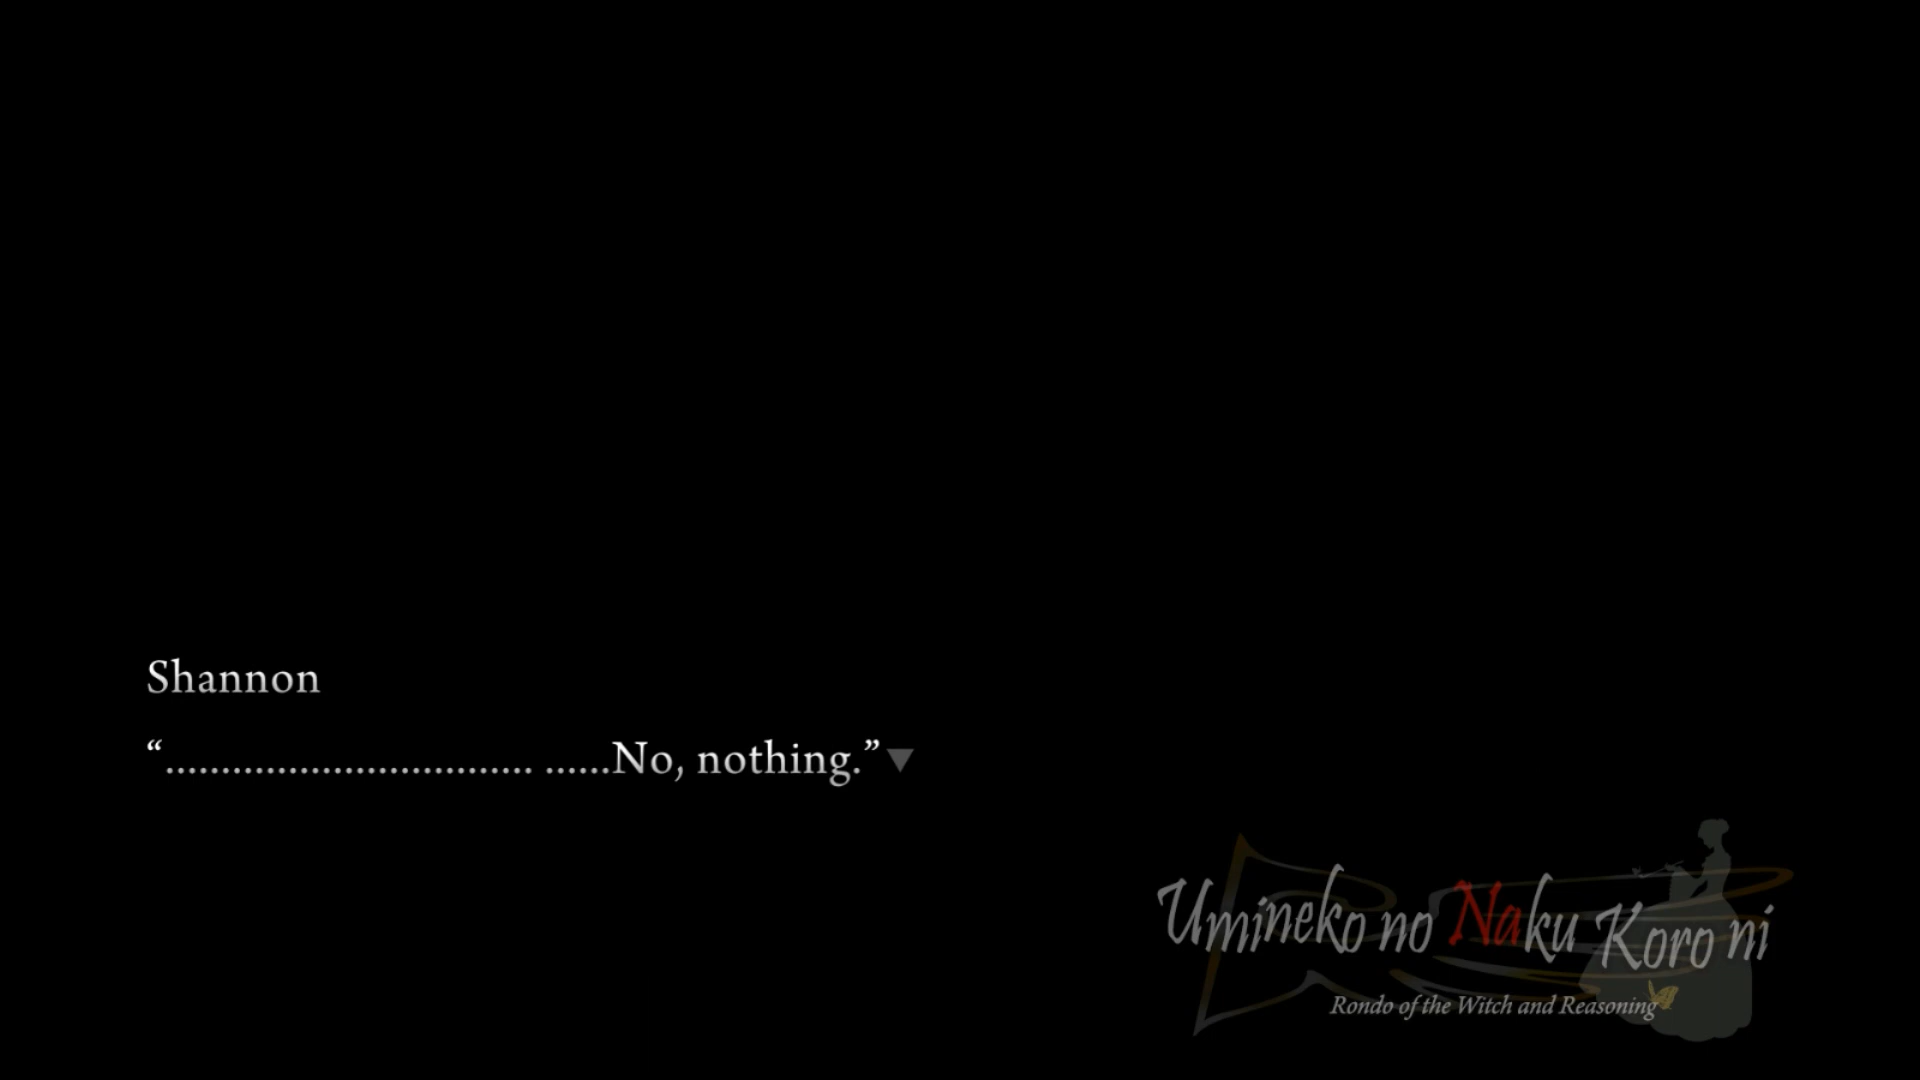 Shannon
“................................. ......No, nothing.”
Umineko no Naku Koro ni
Rondo of the Witch and Reasoning